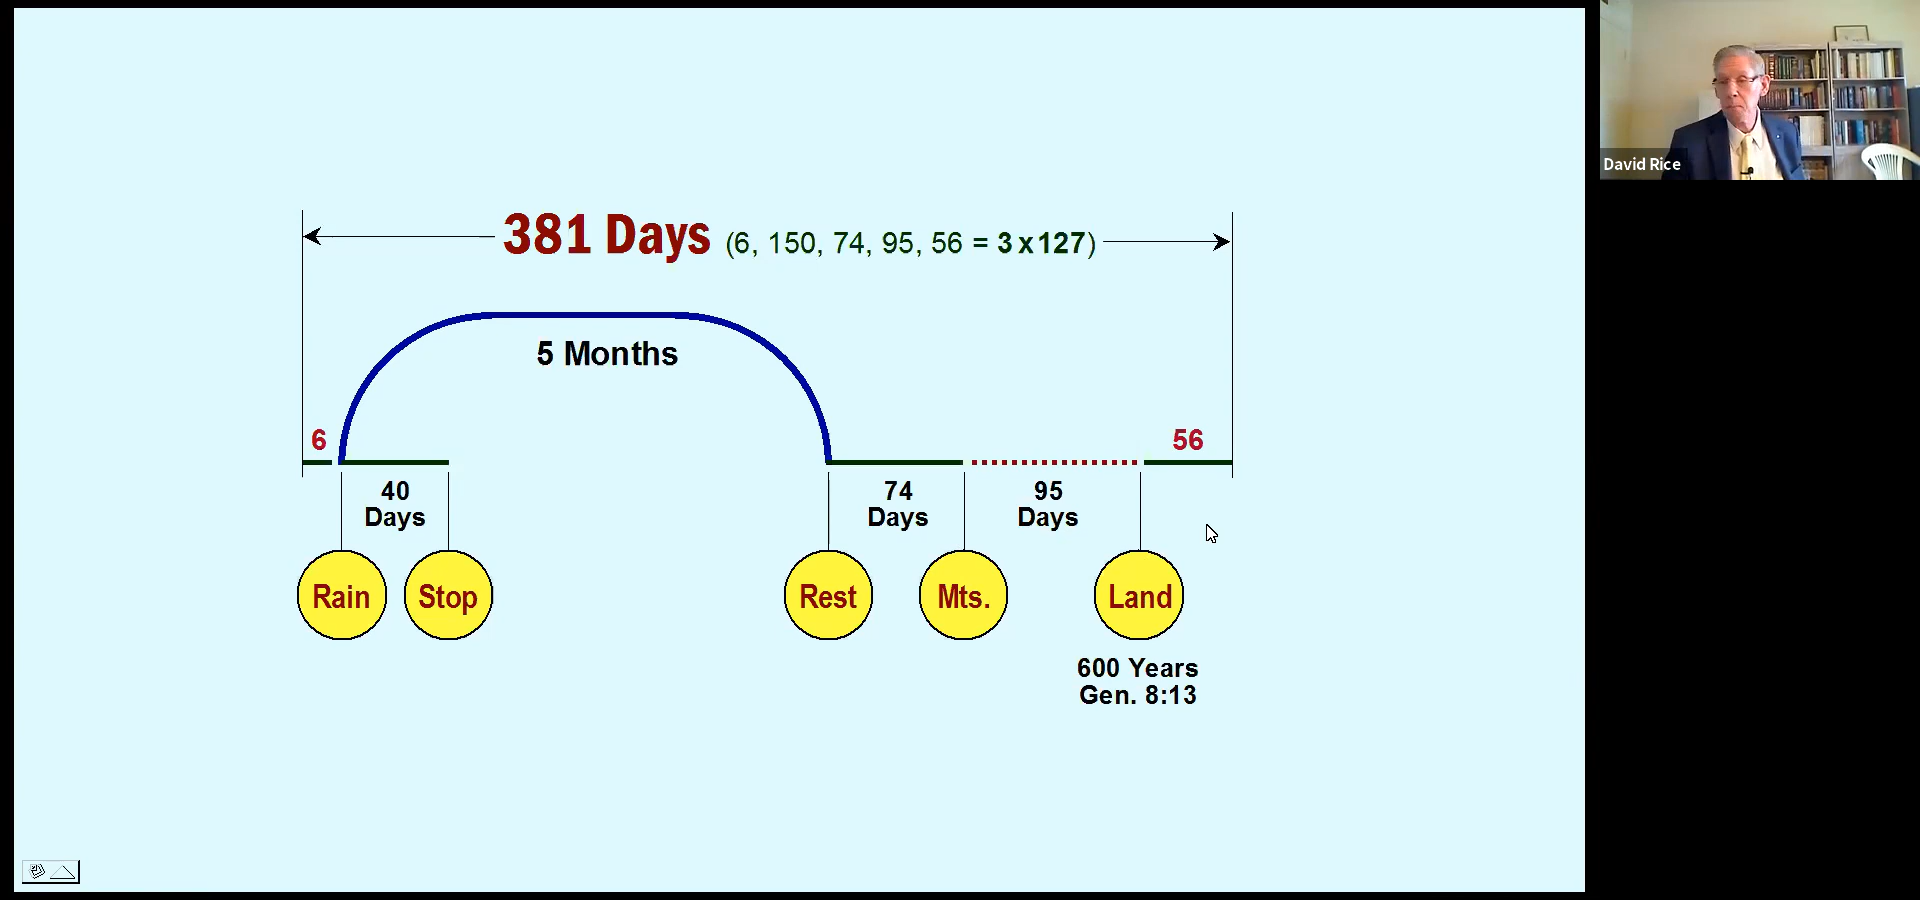 381 Days (6, 150, 74, 95, 56 = 3 x 127)
5 Months
6
56
40
Days
74
Days
95
Days
Rain
Stop
Rest
Mts.
Land
600 Years
Gen. 8:13
David Rice